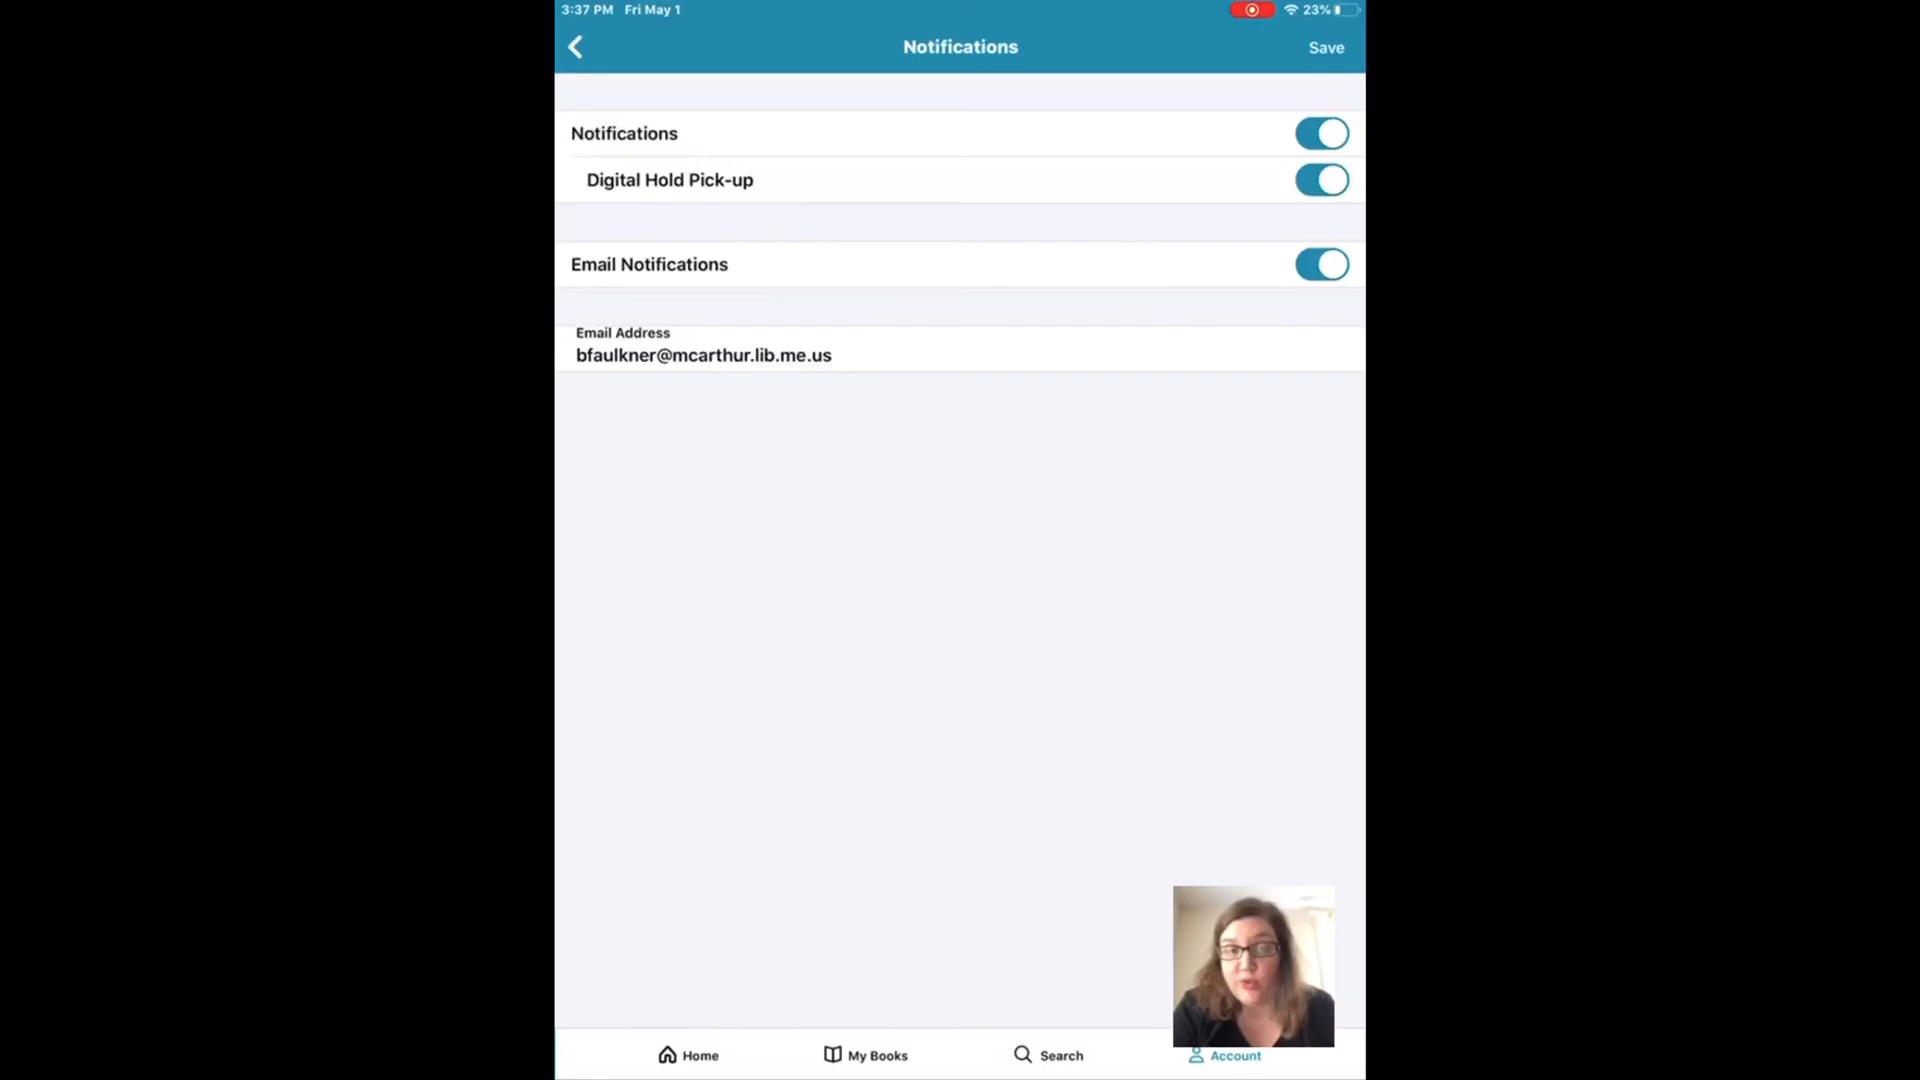 3:37 PM Fri May 1
23%
Notifications
Save
Notifications
Digital Hold Pick-up
Email Notifications
Email Address
bfaulkner@mcarthur.lib.me.us
Home
My Books
Search
Account